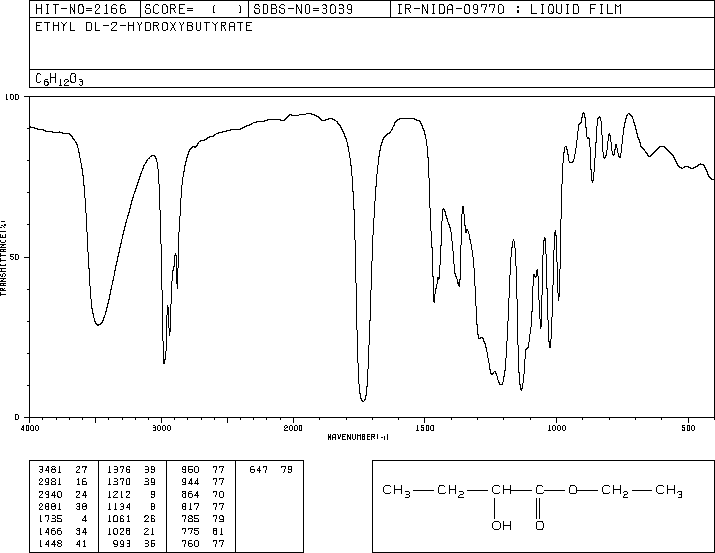 HIT-NO=2166 SCORE= ( ) SDBS-NO=3039 IR-NIDA-09770 : LIQUID FILM
ETHYL DL-2-HYDROXYBUTYRATE
C6H12O3
100
50
0
TRANSMITTANCE(%)
4000 3000 2000 1500 1000 500
WAVENUMBER(-1)
3481 27 1376 39 960 77 647 79
2981 16 1370 39 944 77
2940 24 1212 9 864 70
2881 38 1134 8 817 77
1735 4 1061 26 785 79
1466 34 1028 21 775 81
1448 41 993 35 760 77
CH3 CH2 CH C O CH2 CH3
OH O